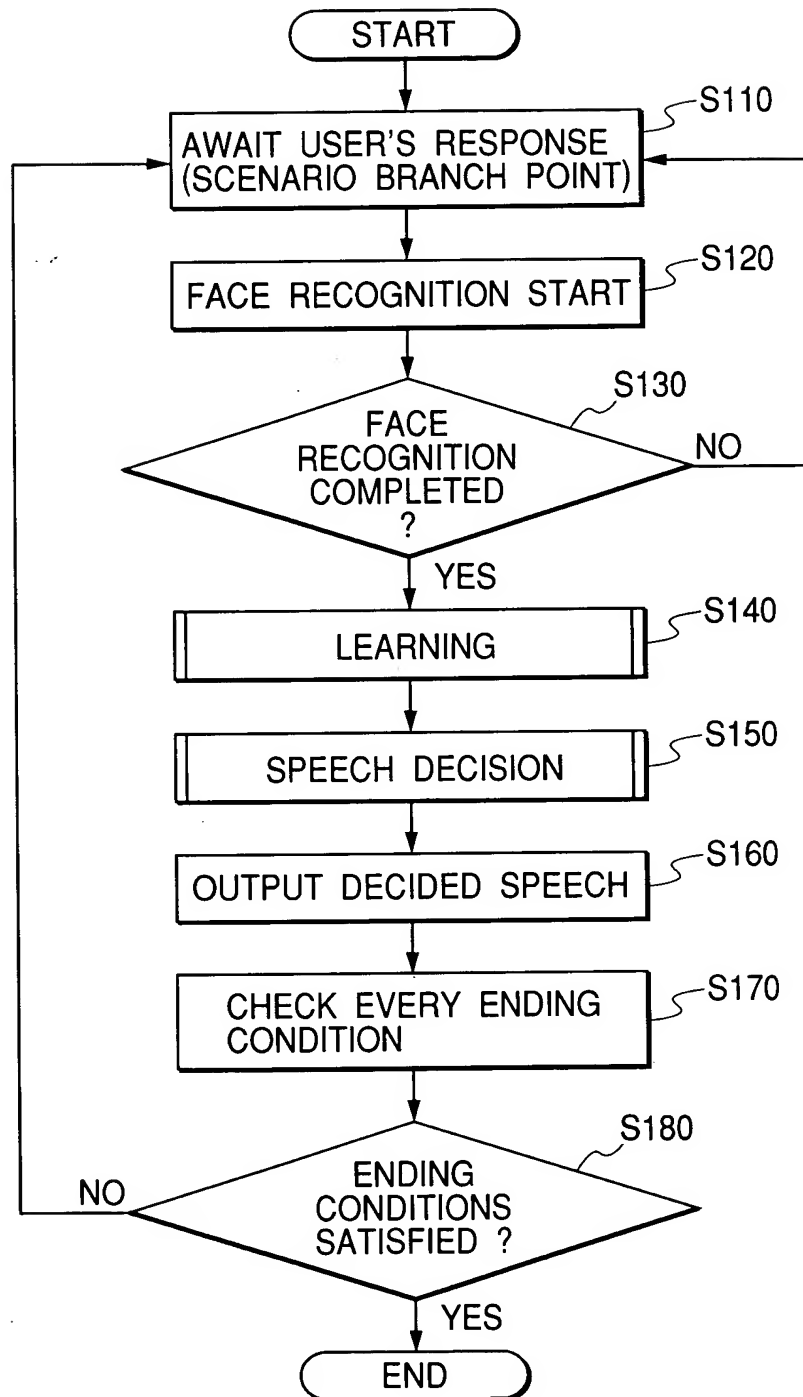 START
S110
AWAIT USER'S RESPONSE
(SCENARIO BRANCH POINT)
S120
FACE RECOGNITION START
S130
FACE
RECOGNITION
COMPLETED
?
NO
YES
S140
LEARNING
S150
SPEECH DECISION
S160
OUTPUT DECIDED SPEECH
S170
CHECK EVERY ENDING
CONDITION
S180
ENDING
CONDITIONS
SATISFIED ?
NO
YES
END